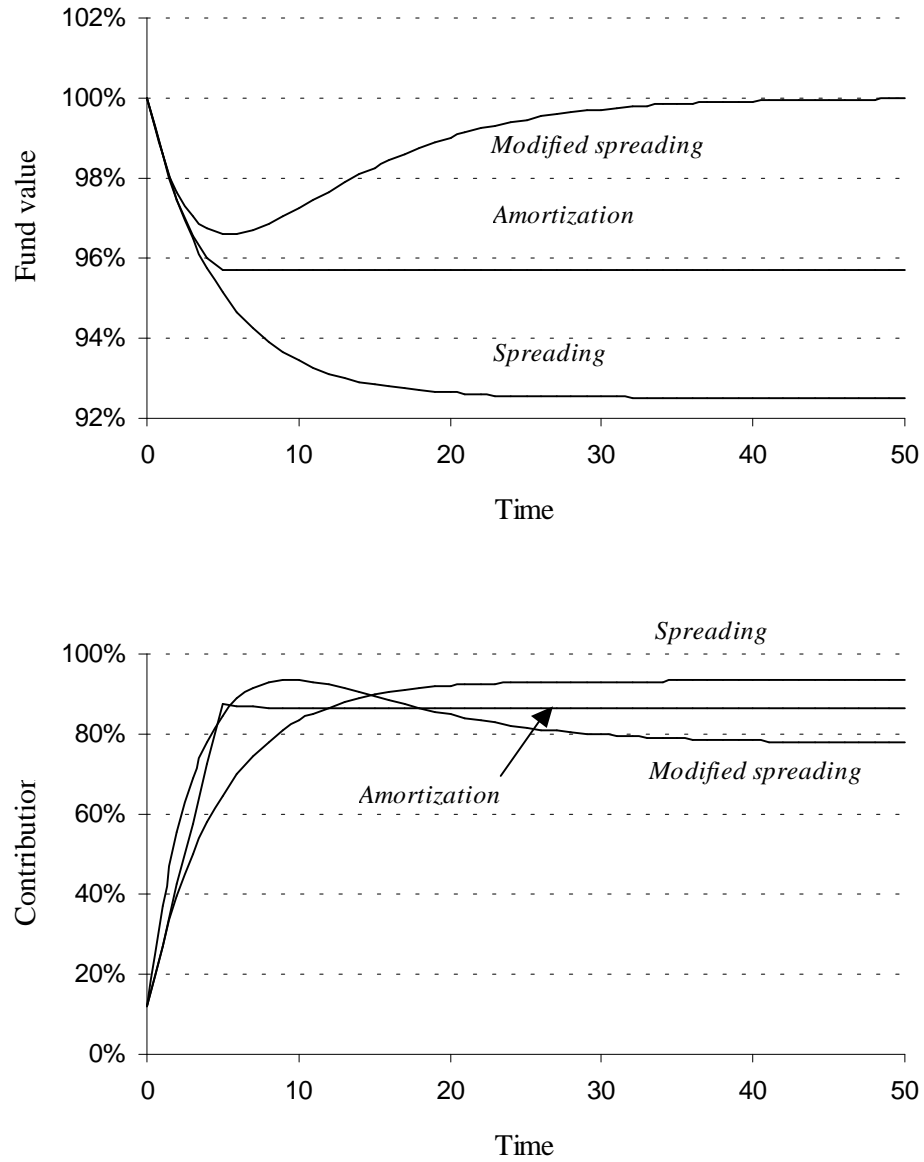 102%
100%
98%
96%
94%
92%
Fund value
Modified spreading
Amortization
Spreading
0 10 20 30 40 50
Time
100%
80%
60%
40%
20%
0%
Contributior
Spreading
Modified spreading
Amortization
0 10 20 30 40 50
Time